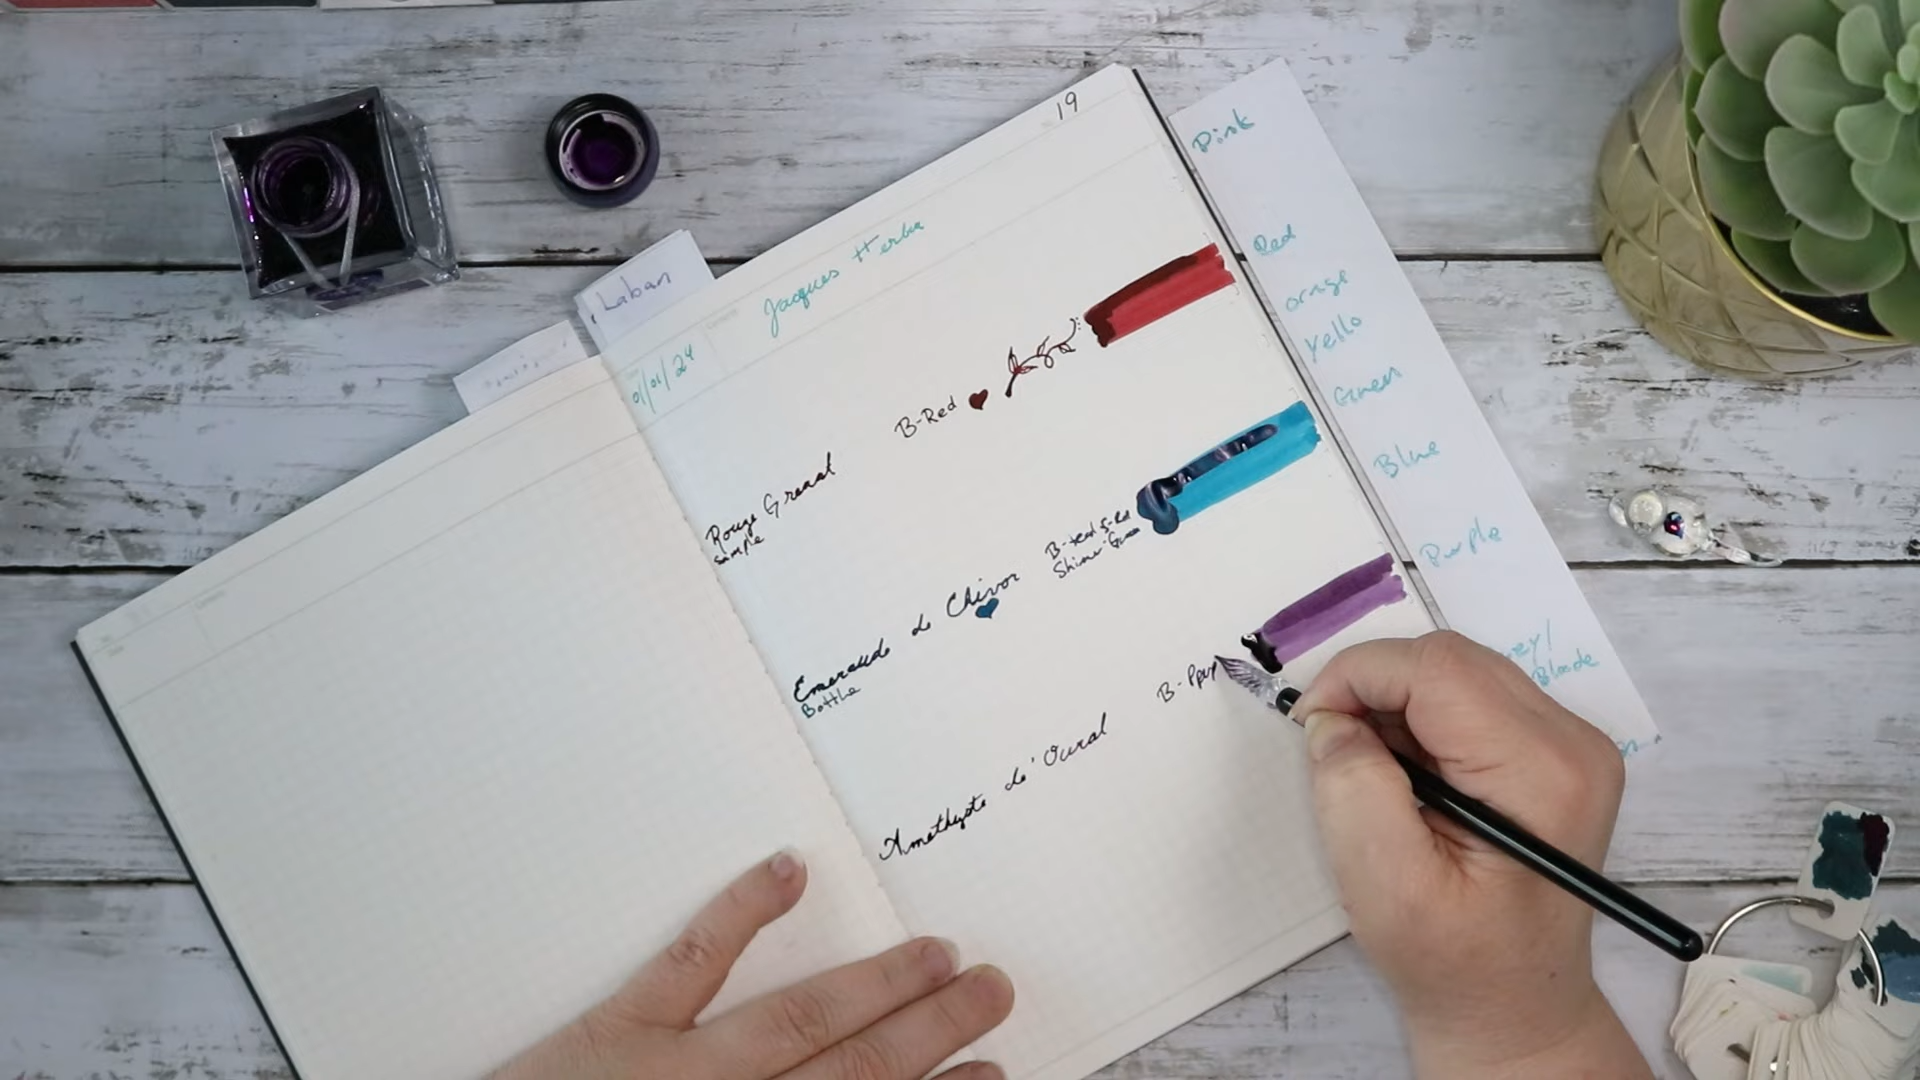 19
Laban
Jacques Herbin
01/01/24
B-Red
Rouge Grenat
sample
B-teal S-Red
Shimmer-
Emeraude de Chivor
Bottle
B-
Amethyste de l'Oural
Pink
Red
orange
Yello
Green
Blue
Purple